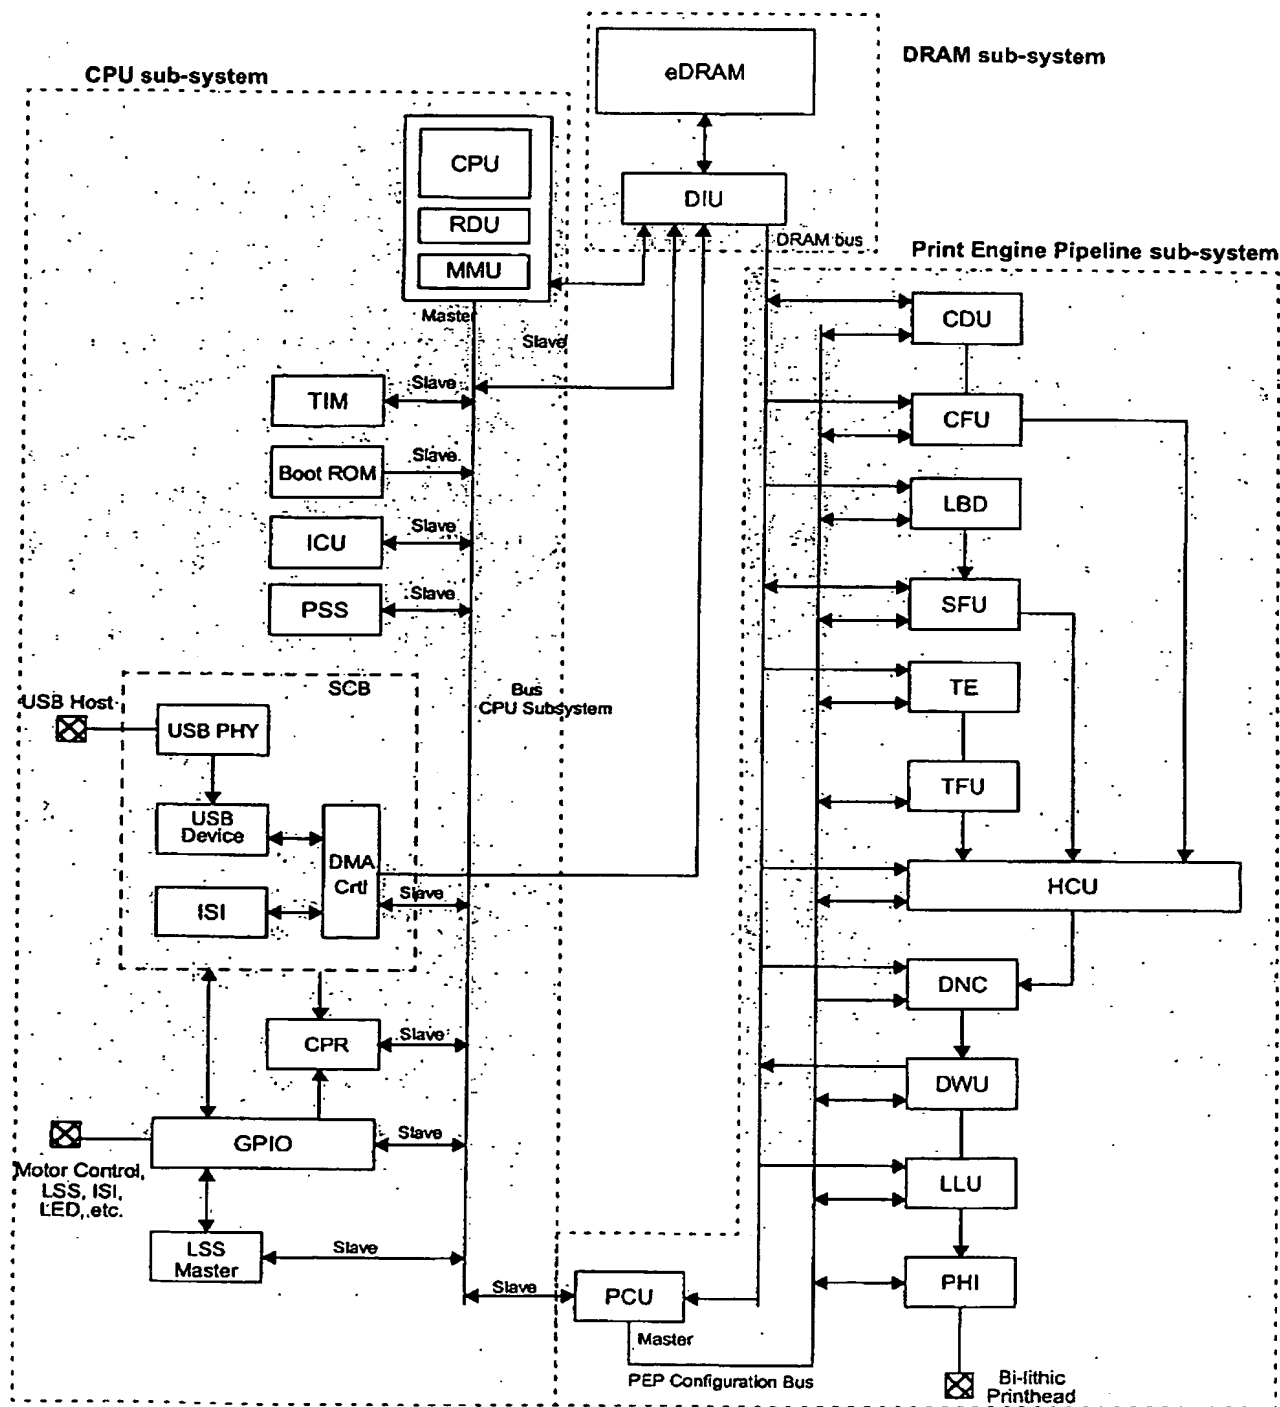 CPU sub-system
DRAM sub-system
eDRAM
DIU
DRAM bus
CPU
RDU
MMU
Master
Slave
TIM
Slave
Boot ROM
Slave
ICU
Slave
PSS
Slave
Bus
CPU Subsystem
SCB
USB Host
USB PHY
USB
Device
ISI
DMA
Crtl
Slave
CPR
Slave
GPIO
Slave
Motor Control,
LSS, ISI,
LED, etc.
LSS
Master
Slave
Slave
PCU
Master
PEP Configuration Bus
Print Engine Pipeline sub-system
CDU
CFU
LBD
SFU
TE
TFU
HCU
DNC
DWU
LLU
PHI
Bi-lithic
Printhead